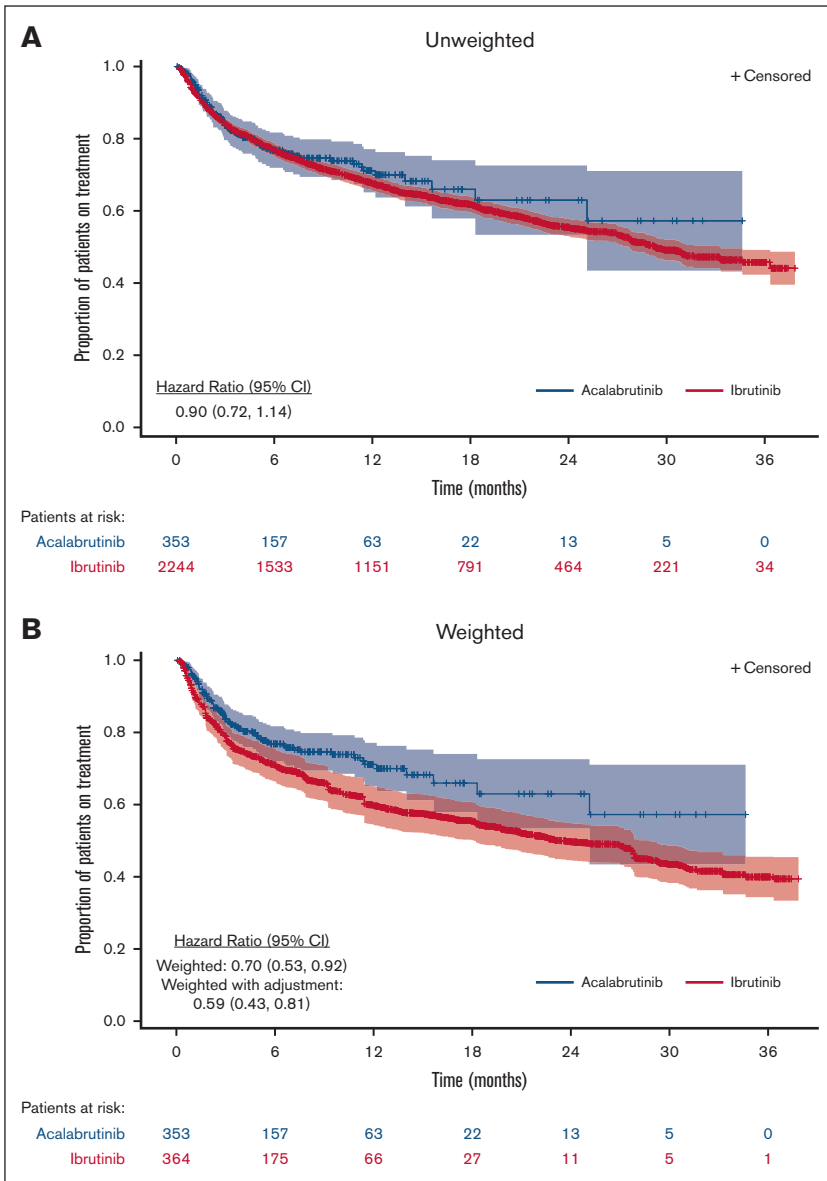 A
Unweighted
+ Censored
1.0
0.8
0.6
0.4
0.2
0.0
Proportion of patients on treatment
Hazard Ratio (95% CI)
0.90 (0.72, 1.14)
Acalabrutinib
Ibrutinib
0 6 12 18 24 30 36
Time (months)
Patients at risk:
Acalabrutinib 353 157 63 22 13 5 0
Ibrutinib 2244 1533 1151 791 464 221 34
B
Weighted
+ Censored
1.0
0.8
0.6
0.4
0.2
0.0
Proportion of patients on treatment
Hazard Ratio (95% CI)
Weighted: 0.70 (0.53, 0.92)
Weighted with adjustment:
0.59 (0.43, 0.81)
Acalabrutinib
Ibrutinib
0 6 12 18 24 30 36
Time (months)
Patients at risk:
Acalabrutinib 353 157 63 22 13 5 0
Ibrutinib 364 175 66 27 11 5 1